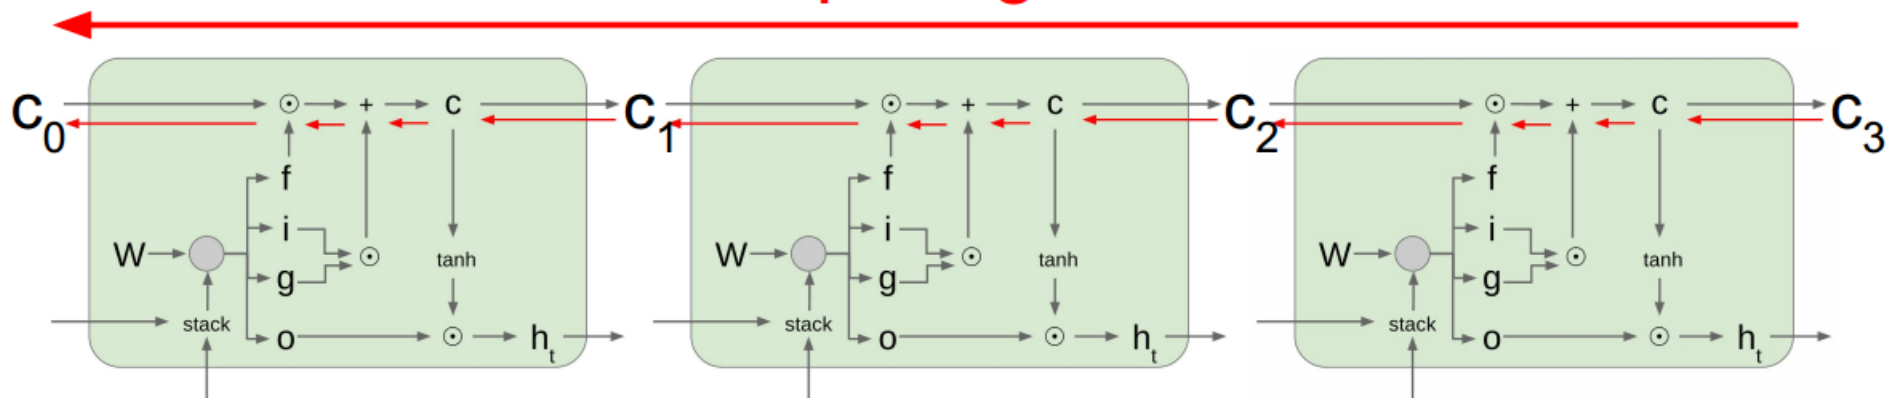 C0 ⊙ + c C1 ⊙ + c C2 ⊙ + c C3
f f f
i i i
W ⊙ tanh W ⊙ tanh W ⊙ tanh
g g g
stack stack stack
o ⊙ ht o ⊙ ht o ⊙ ht